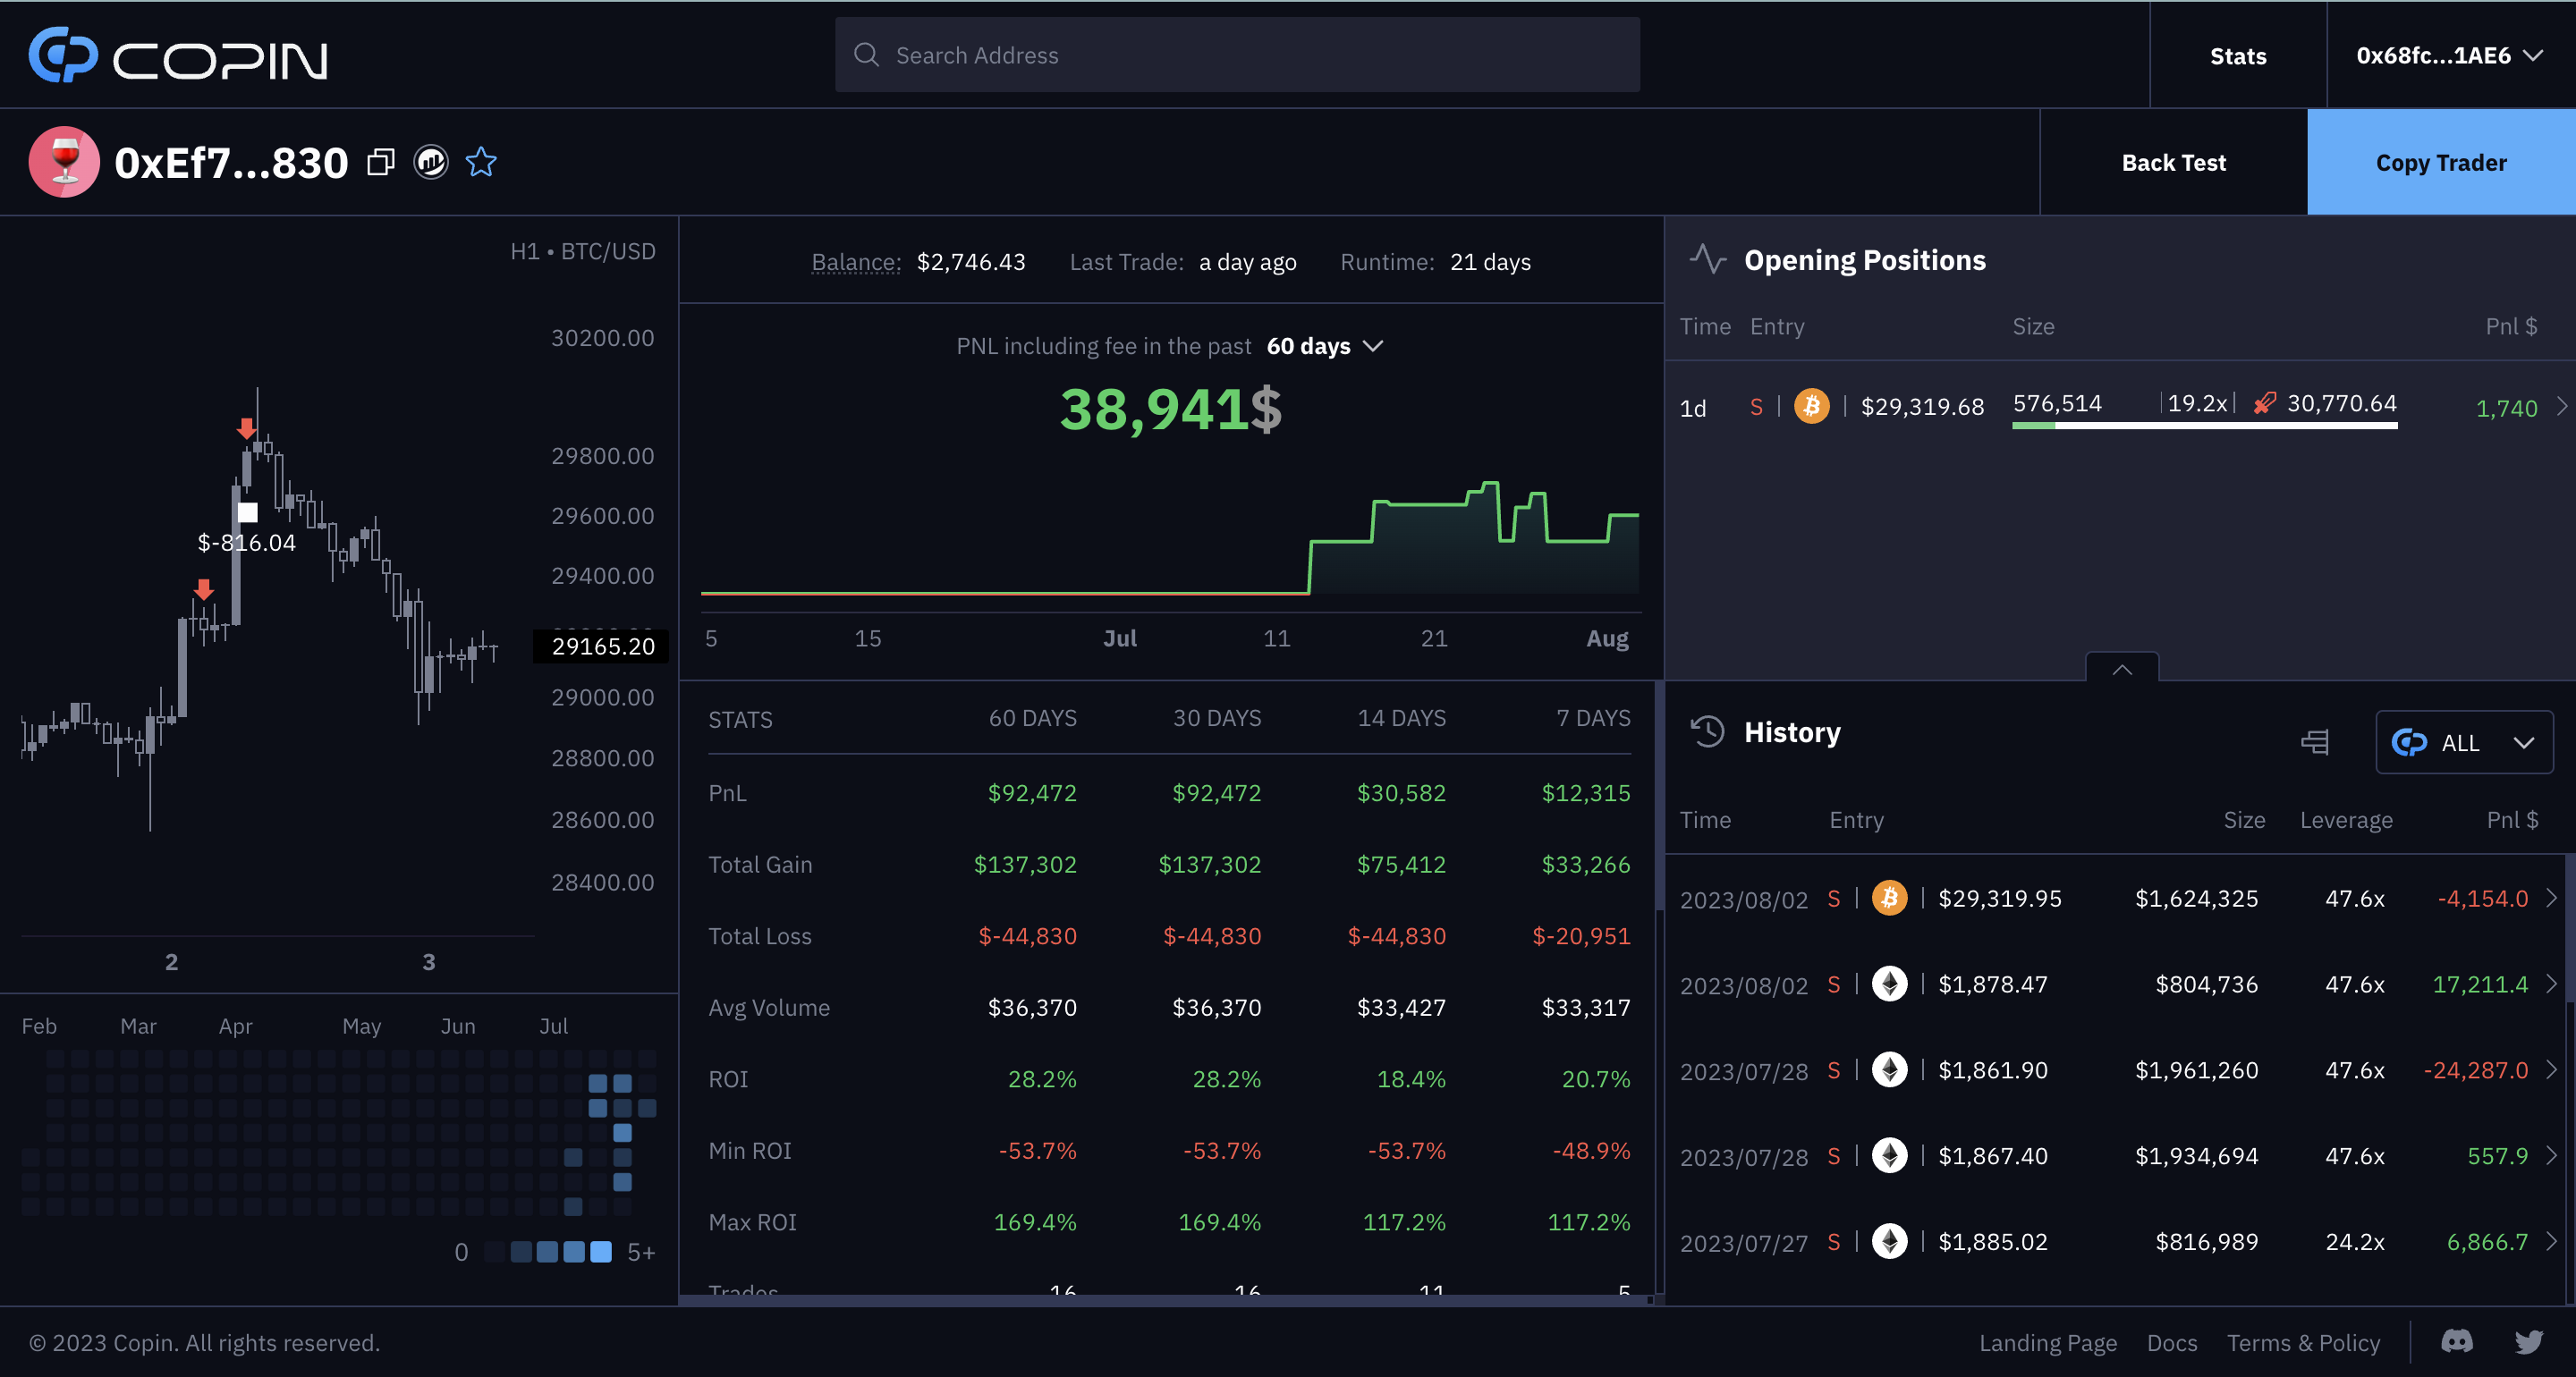 COPIN
Search Address
Stats
0x68fc...1AE6
0xEf7...830
Back Test
Copy Trader
H1 • BTC/USD
30200.00
29800.00
29600.00
29400.00
29165.20
29000.00
28800.00
28600.00
28400.00
$-816.04
2 3
Feb Mar Apr May Jun Jul
0 5+
Balance: $2,746.43 Last Trade: a day ago Runtime: 21 days
PNL including fee in the past 60 days
38,941$
5 15 Jul 11 21 Aug
STATS 60 DAYS 30 DAYS 14 DAYS 7 DAYS
PnL $92,472 $92,472 $30,582 $12,315
Total Gain $137,302 $137,302 $75,412 $33,266
Total Loss $-44,830 $-44,830 $-44,830 $-20,951
Avg Volume $36,370 $36,370 $33,427 $33,317
ROI 28.2% 28.2% 18.4% 20.7%
Min ROI -53.7% -53.7% -53.7% -48.9%
Max ROI 169.4% 169.4% 117.2% 117.2%
Trades 16 16 11 5
Opening Positions
Time Entry Size Pnl $
1d S | | $29,319.68 576,514 |19.2x| 30,770.64 1,740
History
ALL
Time Entry Size Leverage Pnl $
2023/08/02 S | | $29,319.95 $1,624,325 47.6x -4,154.0
2023/08/02 S | | $1,878.47 $804,736 47.6x 17,211.4
2023/07/28 S | | $1,861.90 $1,961,260 47.6x -24,287.0
2023/07/28 S | | $1,867.40 $1,934,694 47.6x 557.9
2023/07/27 S | | $1,885.02 $816,989 24.2x 6,866.7
© 2023 Copin. All rights reserved.
Landing Page Docs Terms & Policy